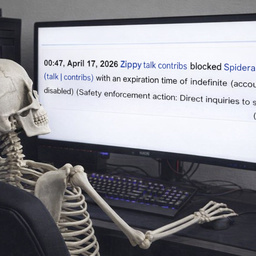 00:47, April 17, 2026 Zippy talk contribs blocked Spidera
(talk | contribs) with an expiration time of indefinite (accou
disabled) (Safety enforcement action: Direct inquiries to s
(